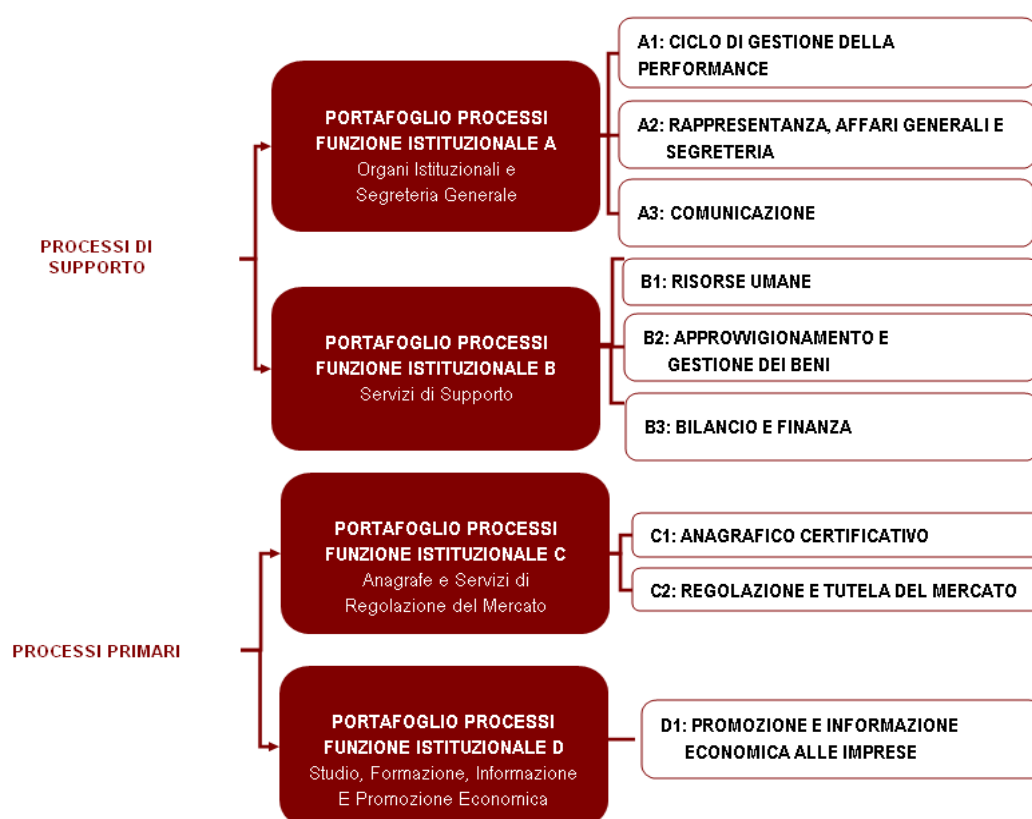 PROCESSI DI
SUPPORTO
PORTAFOGLIO PROCESSI
FUNZIONE ISTITUZIONALE A
Organi Istituzionali e
Segreteria Generale
A1: CICLO DI GESTIONE DELLA
PERFORMANCE
A2: RAPPRESENTANZA, AFFARI GENERALI E
SEGRETERIA
A3: COMUNICAZIONE
PORTAFOGLIO PROCESSI
FUNZIONE ISTITUZIONALE B
Servizi di Supporto
B1: RISORSE UMANE
B2: APPROVVIGIONAMENTO E
GESTIONE DEI BENI
B3: BILANCIO E FINANZA
PROCESSI PRIMARI
PORTAFOGLIO PROCESSI
FUNZIONE ISTITUZIONALE C
Anagrafe e Servizi di
Regolazione del Mercato
C1: ANAGRAFICO CERTIFICATIVO
C2: REGOLAZIONE E TUTELA DEL MERCATO
PORTAFOGLIO PROCESSI
FUNZIONE ISTITUZIONALE D
Studio, Formazione, Informazione
E Promozione Economica
D1: PROMOZIONE E INFORMAZIONE
ECONOMICA ALLE IMPRESE